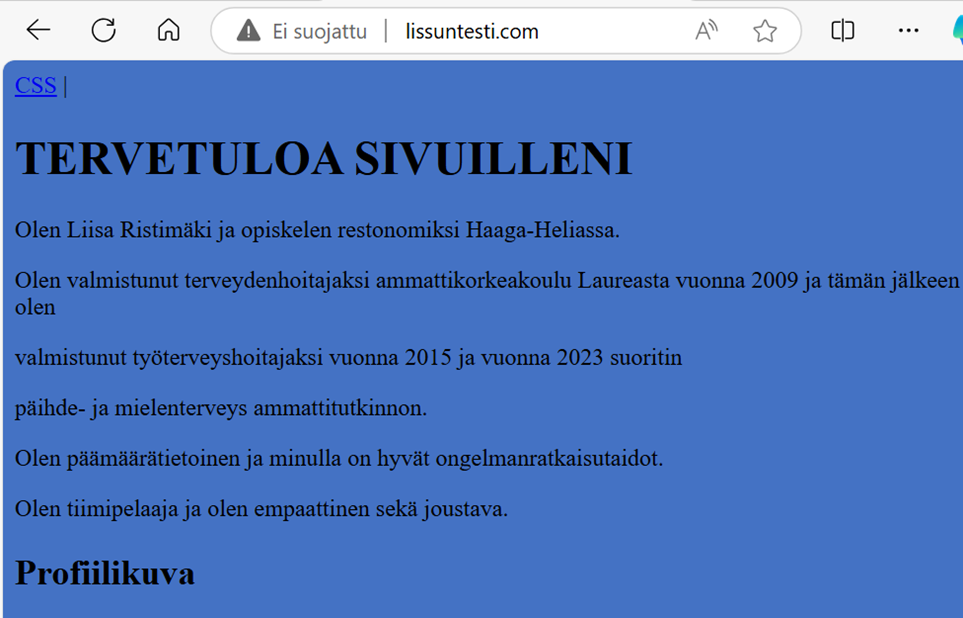 Ei suojattu | lissuntesti.com
CSS |
TERVETULOA SIVUILLENI
Olen Liisa Ristimäki ja opiskelen restonomiksi Haaga-Heliassa.
Olen valmistunut terveydenhoitajaksi ammattikorkeakoulu Laureasta vuonna 2009 ja tämän jälkeen
olen
valmistunut työterveyshoitajaksi vuonna 2015 ja vuonna 2023 suoritin
päihde- ja mielenterveys ammattitutkinnon.
Olen päämäärätietoinen ja minulla on hyvät ongelmanratkaisutaidot.
Olen tiimipelaaja ja olen empaattinen sekä joustava.
Profiilikuva